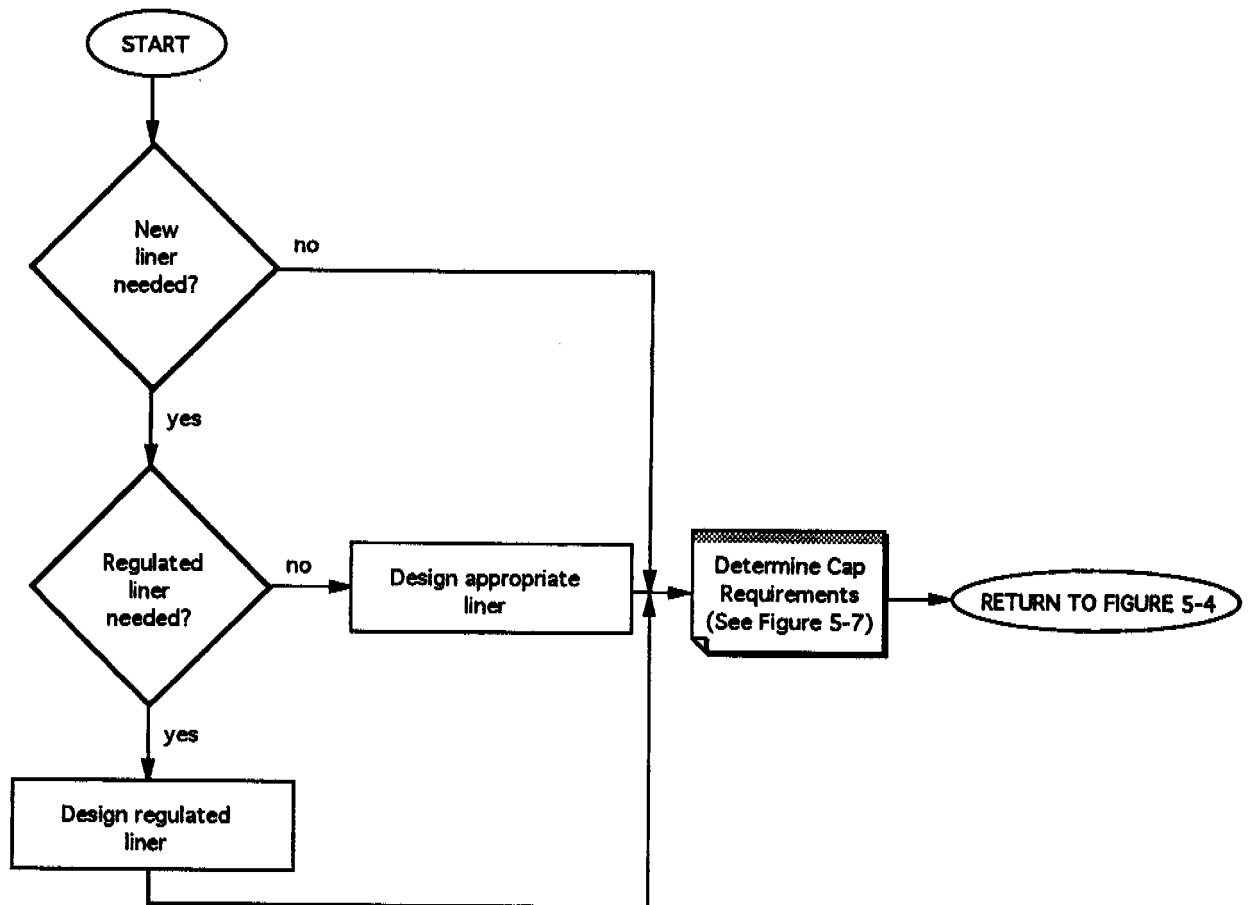 START
New
liner
needed?
no
yes
Regulated
liner
needed?
no
Design appropriate
liner
Determine Cap
Requirements
(See Figure 5-7)
RETURN TO FIGURE 5-4
yes
Design regulated
liner